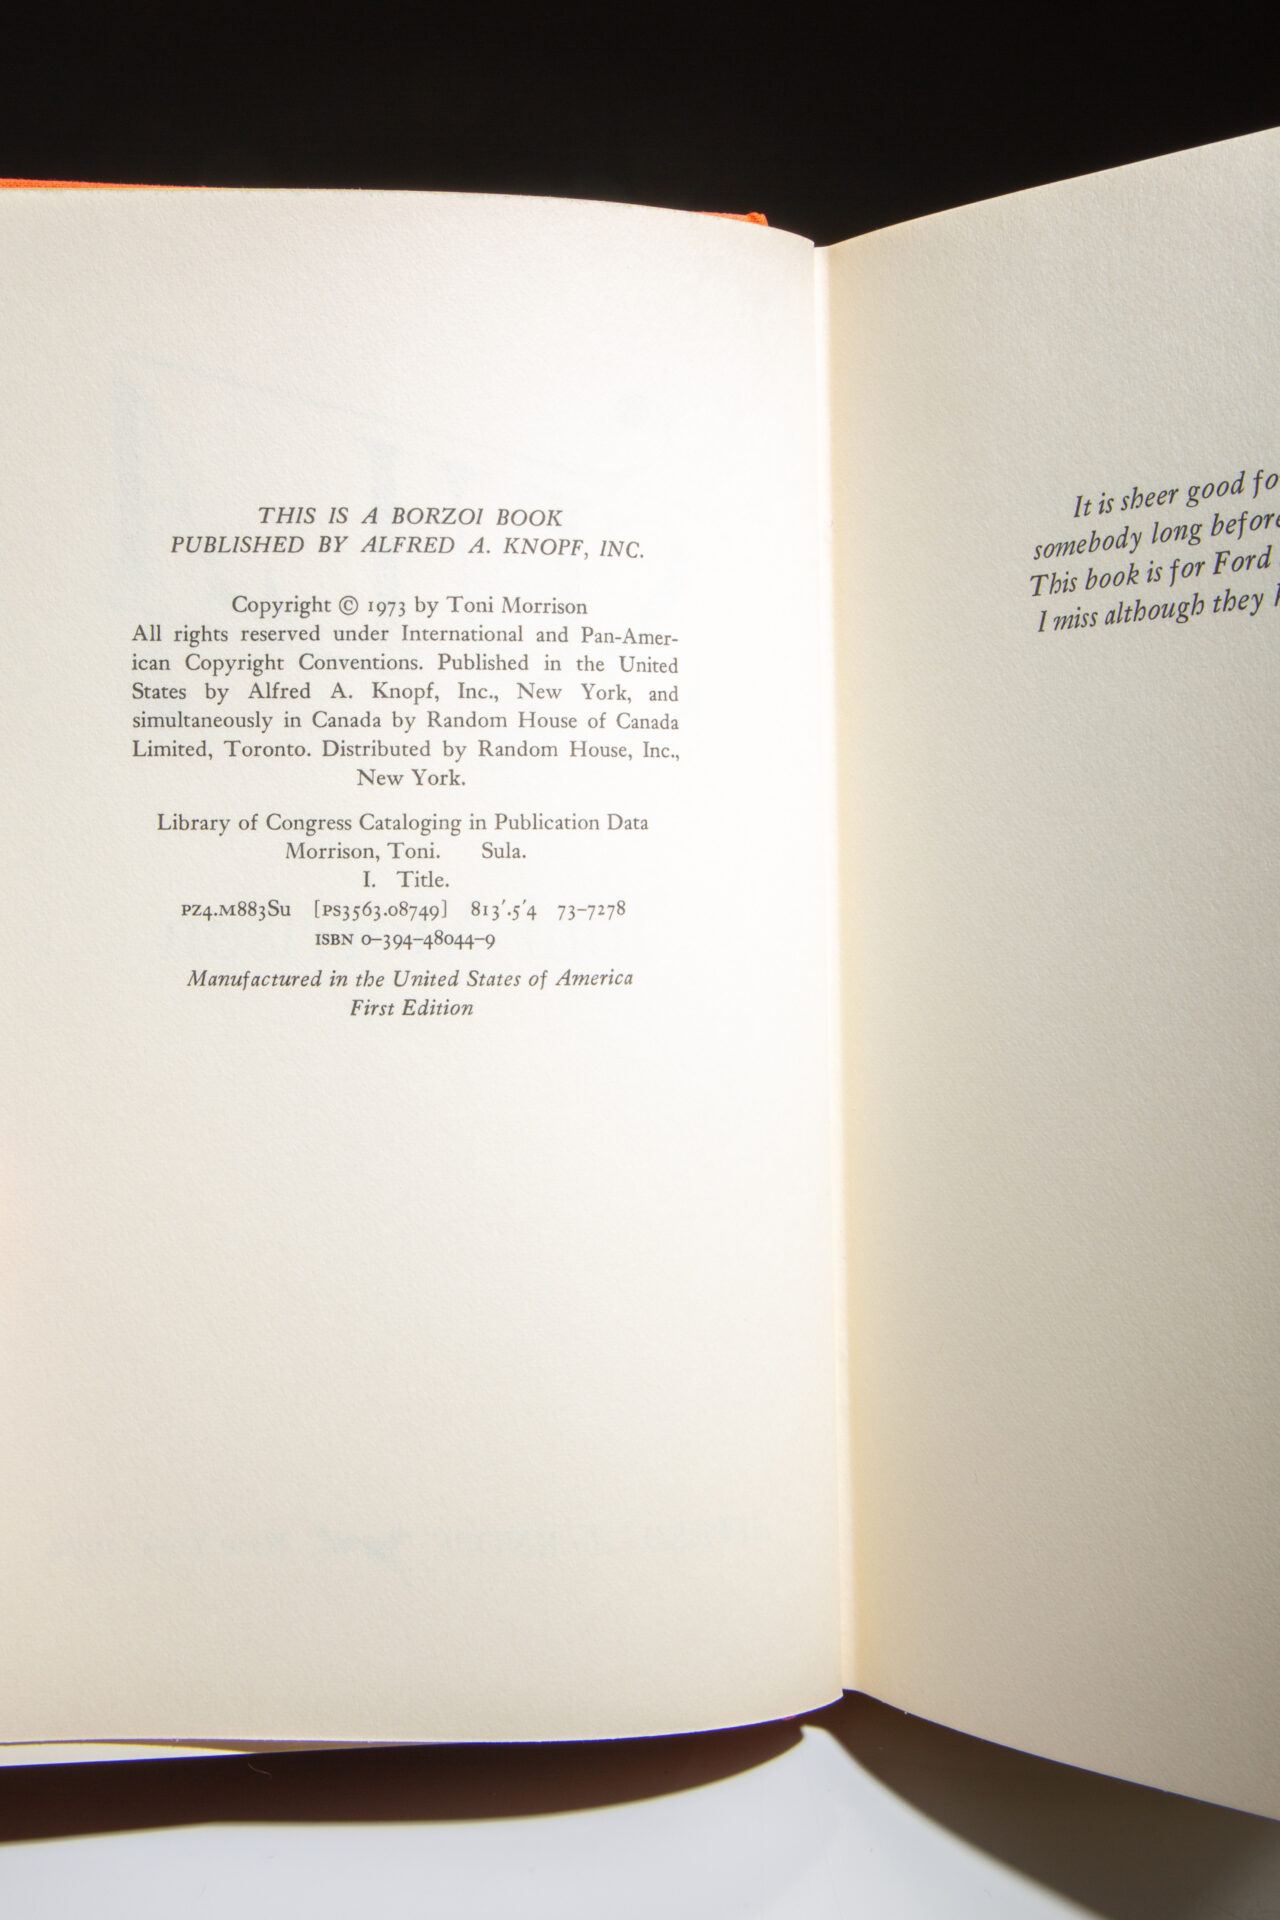 THIS IS A BORZOI BOOK
PUBLISHED BY ALFRED A. KNOPF, INC.
Copyright © 1973 by Toni Morrison
All rights reserved under International and Pan-Amer-
ican Copyright Conventions. Published in the United
States by Alfred A. Knopf, Inc., New York, and
simultaneously in Canada by Random House of Canada
Limited, Toronto. Distributed by Random House, Inc.,
New York.
Library of Congress Cataloging in Publication Data
Morrison, Toni. Sula.
I. Title.
PZ4.M883Su [PS3563.08749] 813'.5'4 73-7278
ISBN 0-394-48044-9
Manufactured in the United States of America
First Edition
It is sheer good
somebody long before
This book is for Ford
I miss although they